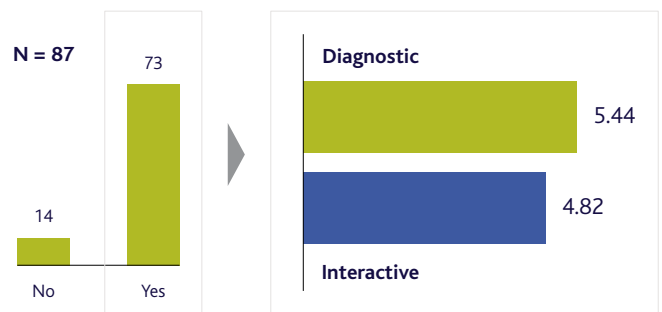 N = 87
73
14
No
Yes
Diagnostic
5.44
4.82
Interactive